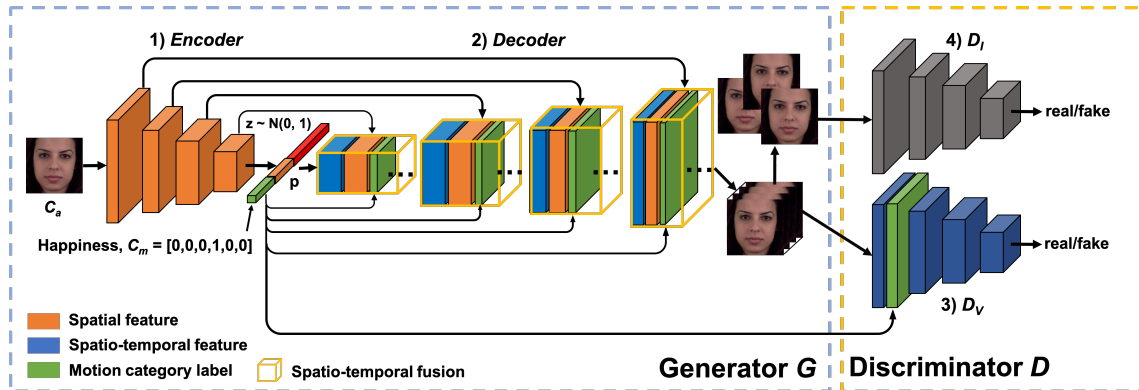 1) Encoder
2) Decoder
4) D_I
real/fake
z ~ N(0, 1)
p
C_a
Happiness, C_m = [0,0,0,1,0,0]
real/fake
3) D_V
Spatial feature
Spatio-temporal feature
Motion category label
Spatio-temporal fusion
Generator G
Discriminator D